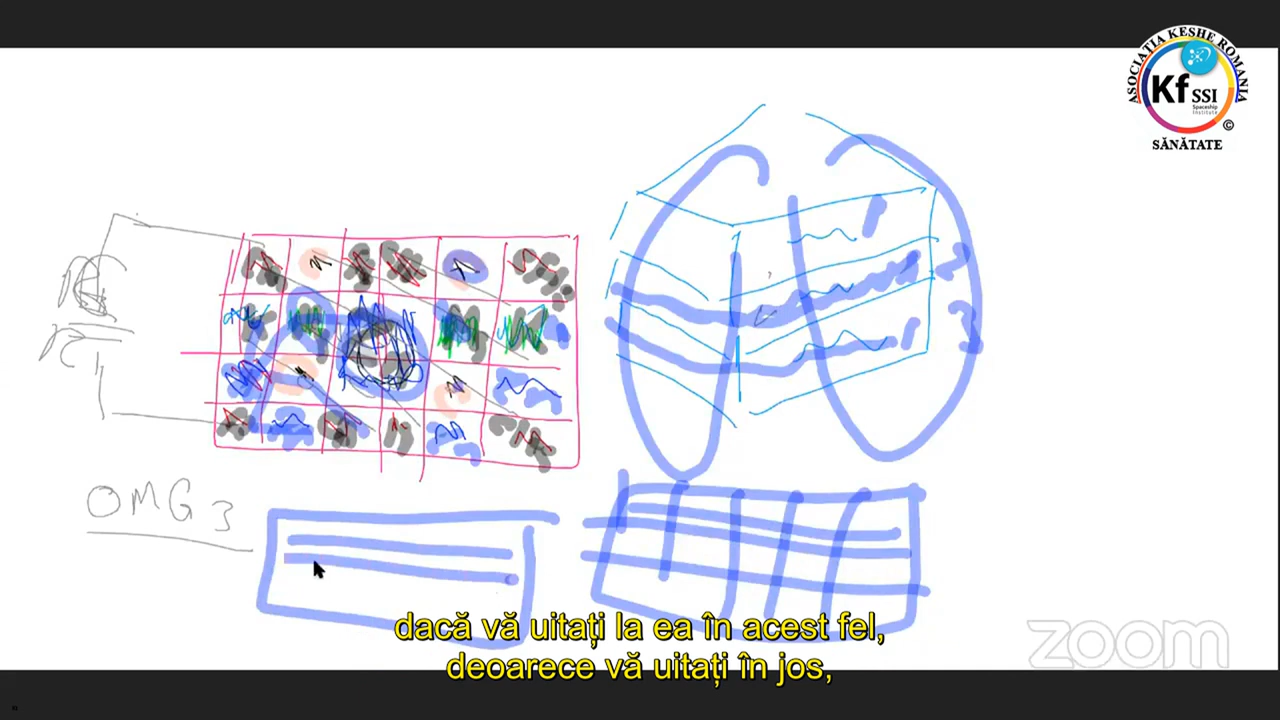 ASOCIAȚIA KESHE ROMANIA
Kf SSI
Spaceship
Institute
©
SĂNĂTATE
OMG 3
zoom
dacă vă uitați la ea în acest fel,
deoarece vă uitați în jos,